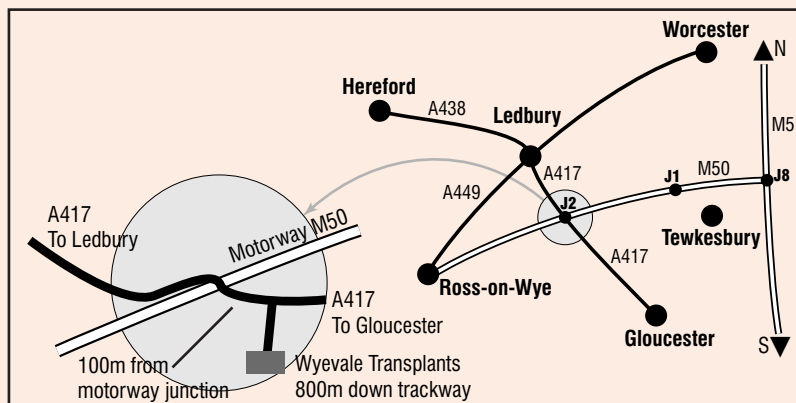 Worcester
N
Hereford
A438
Ledbury
M5
A417
J1
M50
J8
A449
J2
A417
To Ledbury
Motorway M50
Tewkesbury
A417
Ross-on-Wye
A417
To Gloucester
Gloucester
S
100m from
motorway junction
Wyevale Transplants
800m down trackway